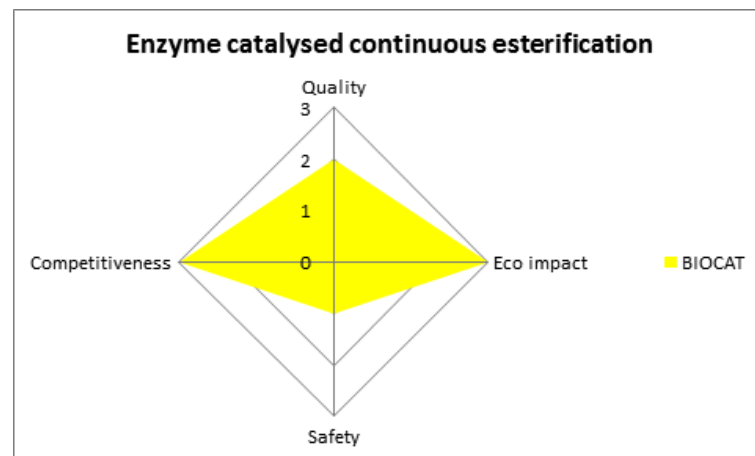 Enzyme catalysed continuous esterification
Quality
3
2
1
Competitiveness
0
Eco impact
BIOCAT
Safety